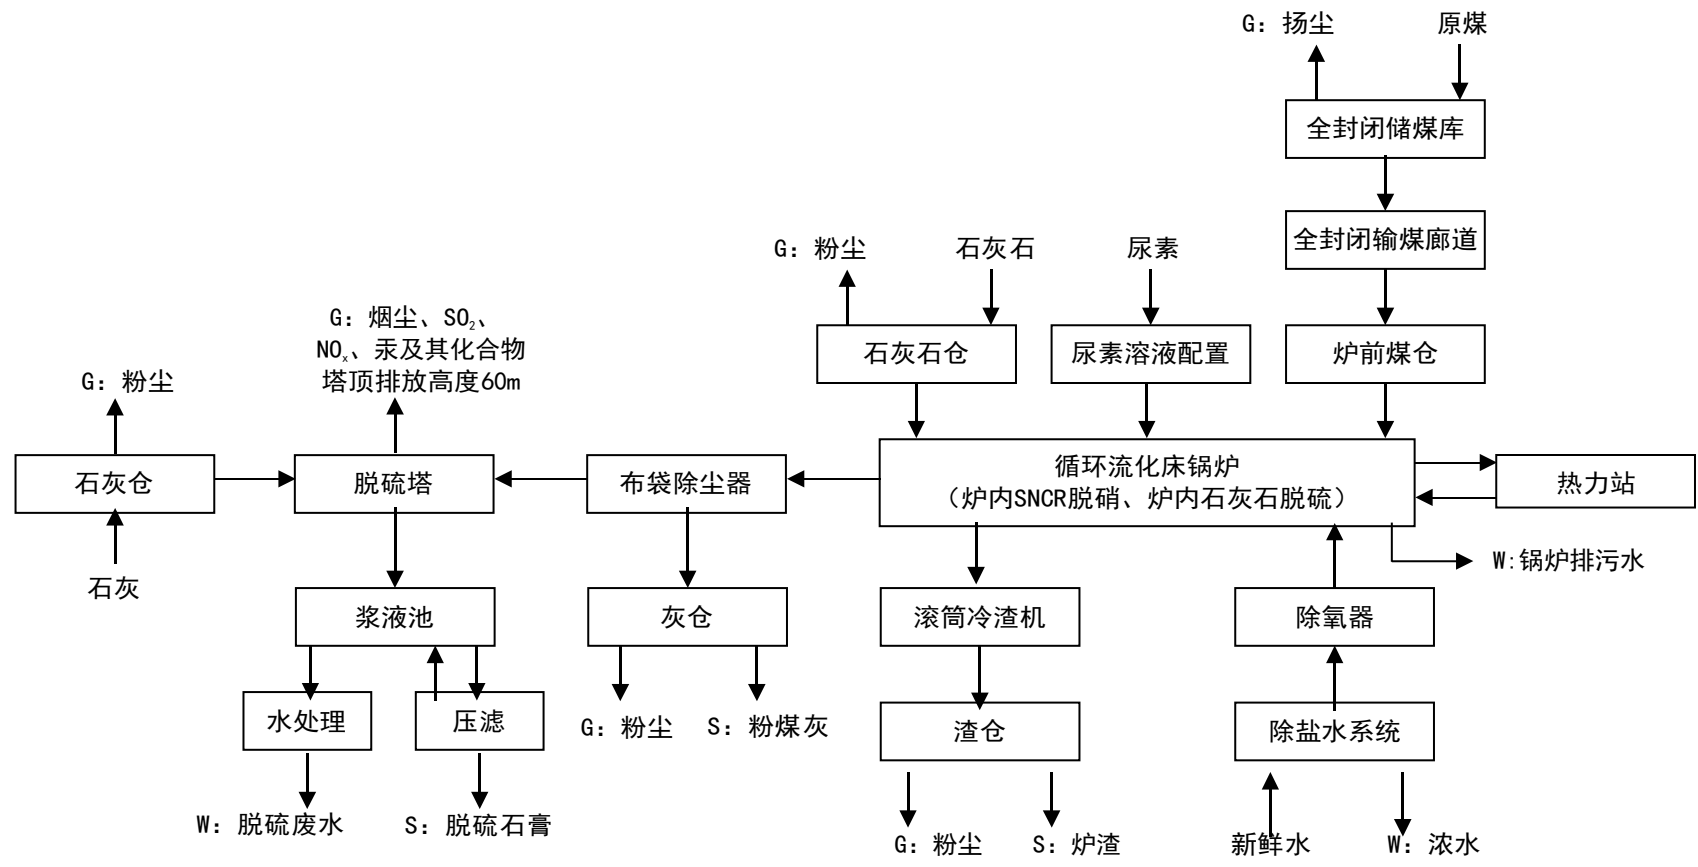 G: 扬尘
原煤
全封闭储煤库
全封闭输煤廊道
G: 粉尘
石灰石
尿素
G: 烟尘、SO₂、
NOₓ、汞及其化合物
塔顶排放高度60m
石灰石仓
尿素溶液配置
炉前煤仓
G: 粉尘
石灰仓
脱硫塔
布袋除尘器
循环流化床锅炉
（炉内SNCR脱硝、炉内石灰石脱硫）
热力站
W:锅炉排污水
石灰
浆液池
灰仓
滚筒冷渣机
除氧器
水处理
压滤
G: 粉尘
S: 粉煤灰
渣仓
除盐水系统
W: 脱硫废水
S: 脱硫石膏
G: 粉尘
S: 炉渣
新鲜水
W: 浓水